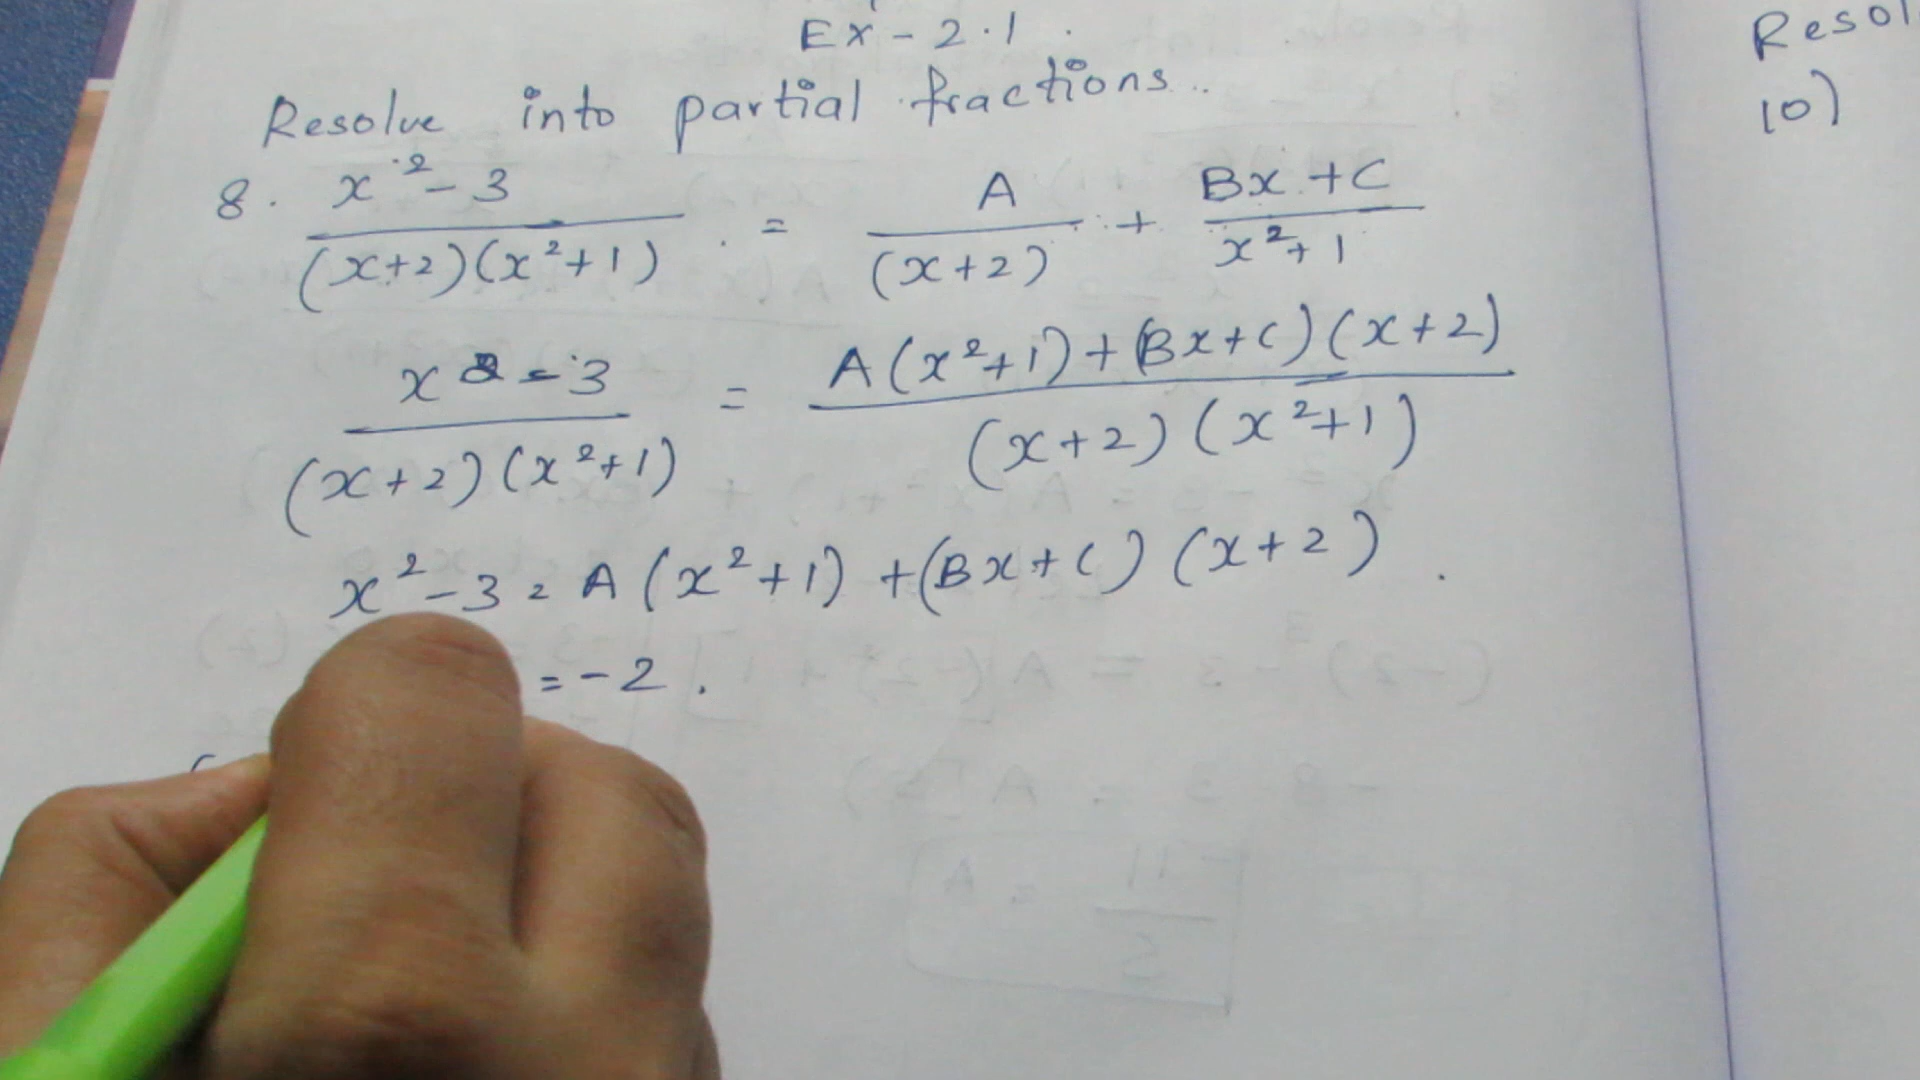 Ex - 2.1
Resolve into partial fractions..
8. x² - 3 / (x+2)(x²+1) = A / (x+2) + Bx + C / x²+1
x2 - 3 / (x+2)(x²+1) = A(x²+1) + (Bx+C)(x+2) / (x+2)(x²+1)
x² - 3 = A(x²+1) + (Bx+C)(x+2).
= -2.
(
Resol
10)